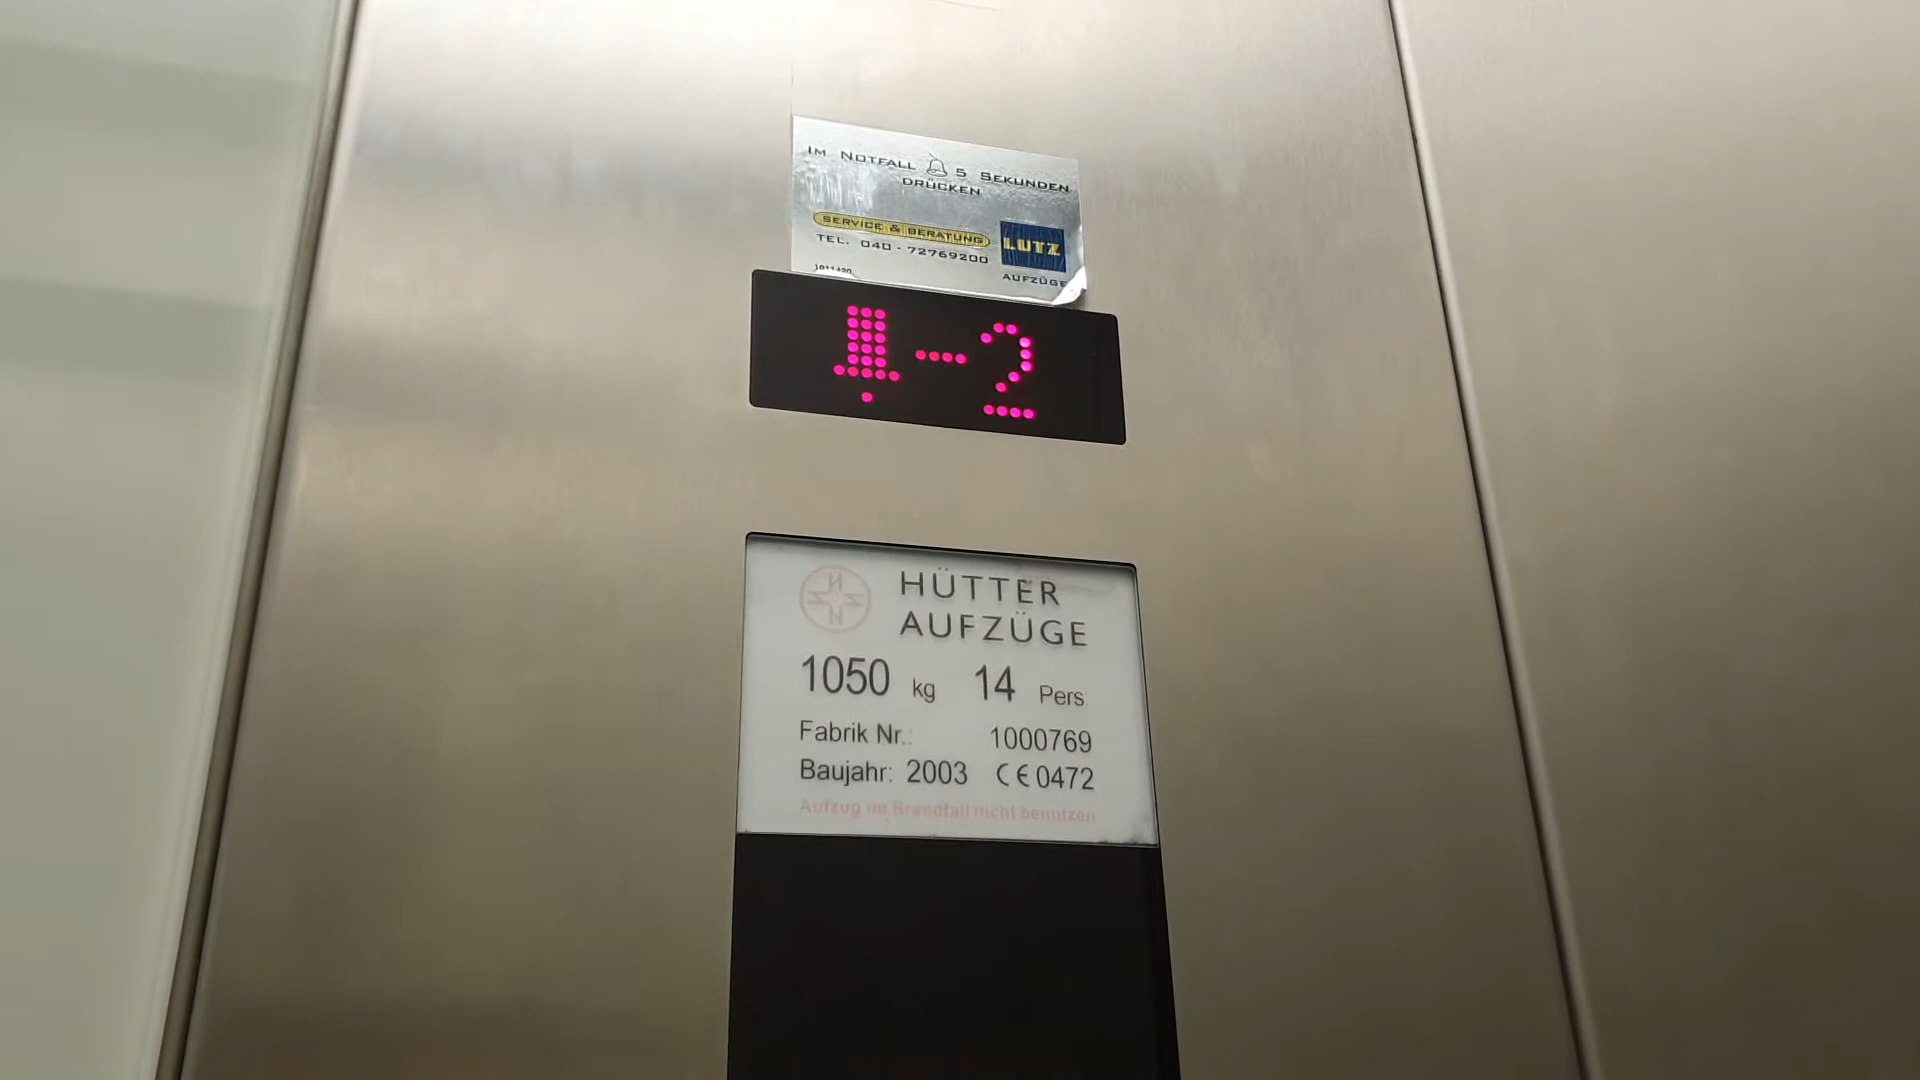 IM NOTFALL 5 SEKUNDEN
DRÜCKEN
SERVICE & BERATUNG
TEL. 040 - 72769200
LUTZ
AUFZÜGE
-2
HÜTTER
AUFZÜGE
1050 kg 14 Pers.
Fabrik Nr.: 1000769
Baujahr: 2003 CE 0472
Aufzug im Brandfall nicht benutzen